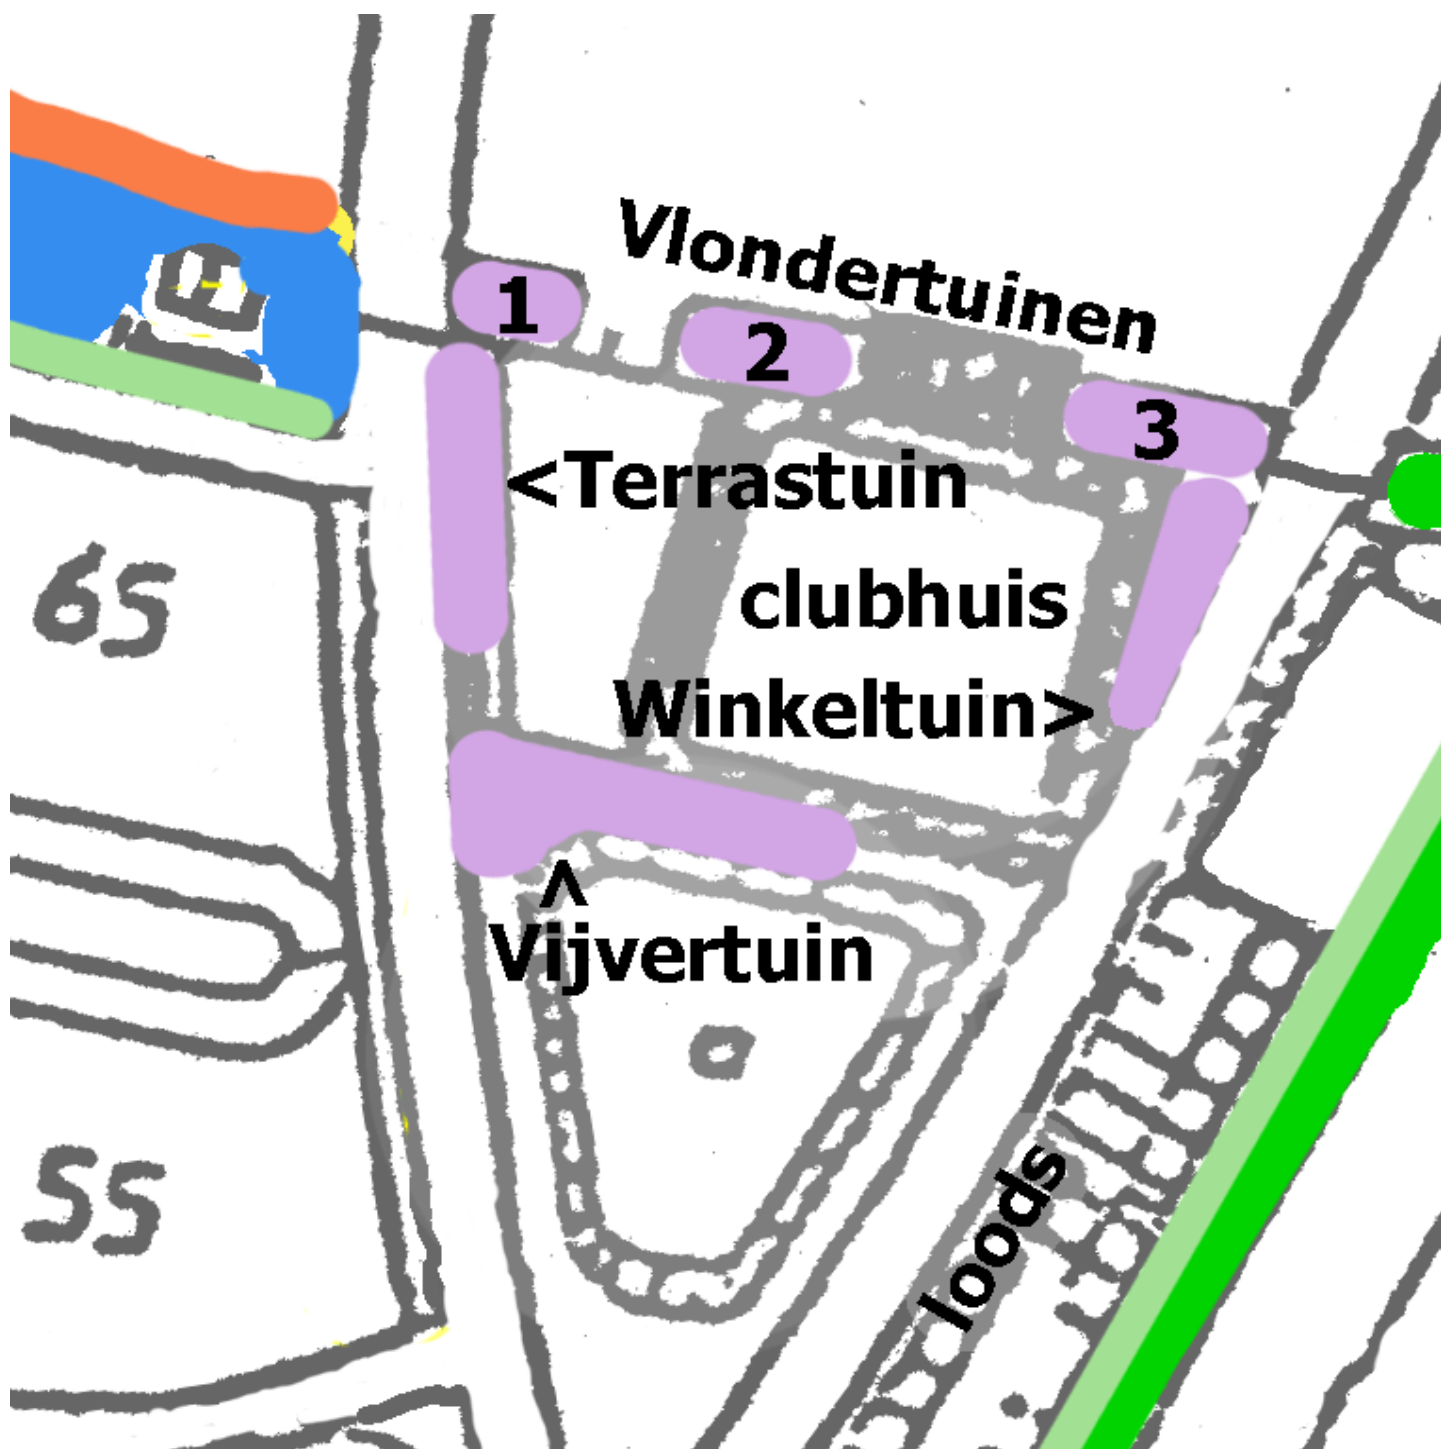 Vlondertuinen
1
2
3
<Terrastuin
65
clubhuis
Winkeltuin>
^
Vijvertuin
a
55
loods